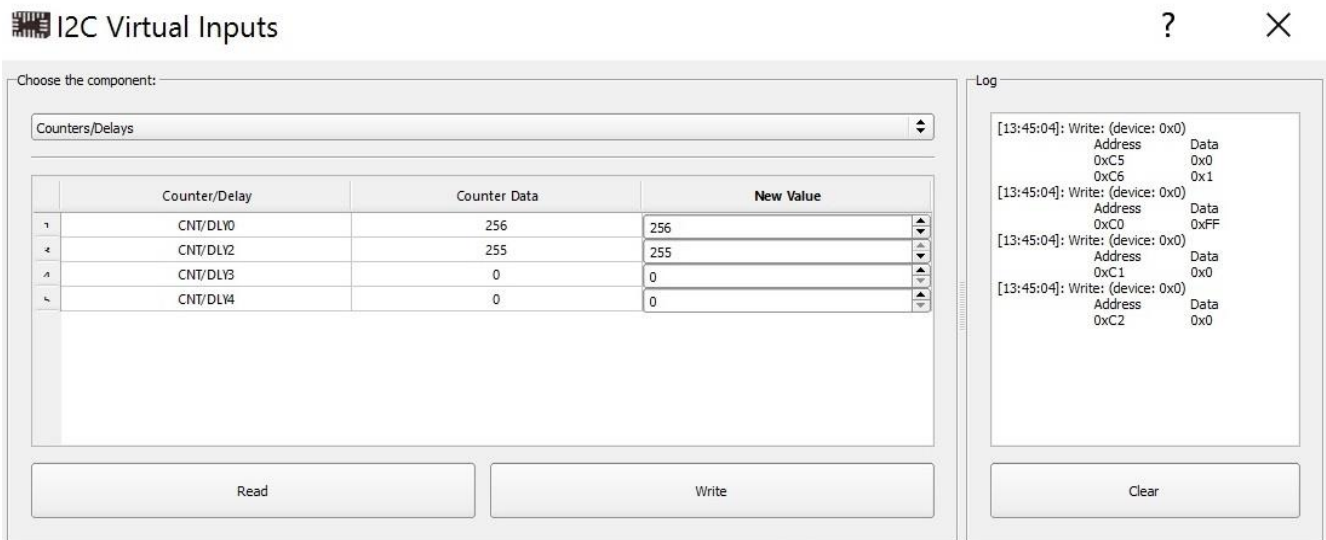 I2C Virtual Inputs
? X
Choose the component:
Counters/Delays
Counter/Delay Counter Data New Value
CNT/DLY0 256 256
CNT/DLY2 255 255
CNT/DLY3 0 0
CNT/DLY4 0 0
Read Write
Log
[13:45:04]: Write: (device: 0x0)
Address Data
0xC5 0x0
0xC6 0x1
[13:45:04]: Write: (device: 0x0)
Address Data
0xC0 0xFF
[13:45:04]: Write: (device: 0x0)
Address Data
0xC1 0x0
[13:45:04]: Write: (device: 0x0)
Address Data
0xC2 0x0
Clear